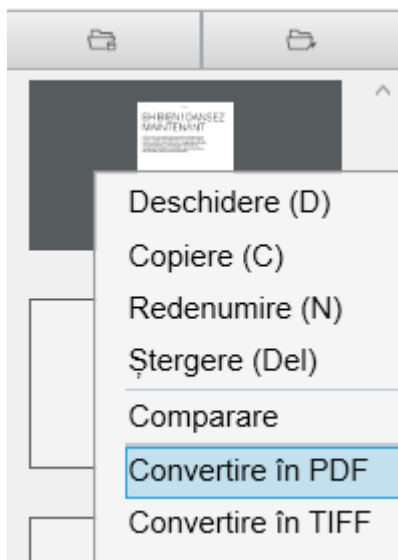 EH BIEN ! DANSEZ
MAINTENANT
Deschidere (D)
Copiere (C)
Redenumire (N)
Ștergere (Del)
Comparare
Convertire în PDF
Convertire în TIFF